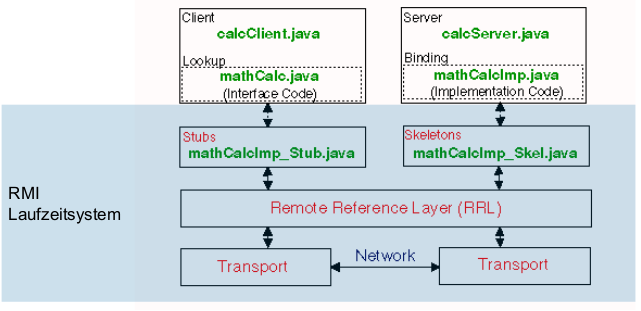 Client
calcClient.java
Lookup
mathCalc.java
(Interface Code)
Server
calcServer.java
Binding
mathCalcImp.java
(Implementation Code)
Stubs
mathCalcImp_Stub.java
Skeletons
mathCalcImp_Skel.java
RMI
Laufzeitsystem
Remote Reference Layer (RRL)
Transport
Network
Transport